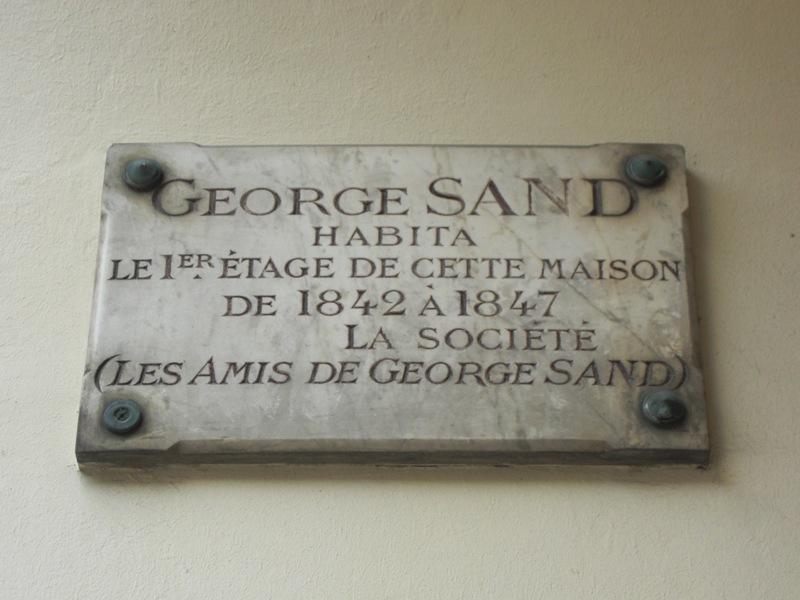 GEORGE SAND
HABITA
LE 1ER ÉTAGE DE CETTE MAISON
DE 1842 À 1847
LA SOCIÉTÉ
(LES AMIS DE GEORGE SAND)